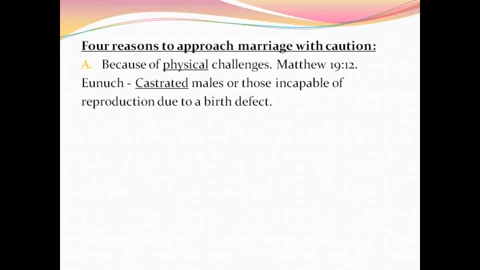 Four reasons to approach marriage with caution:
A. Because of physical challenges. Matthew 19:12.
Eunuch - Castrated males or those incapable of
reproduction due to a birth defect.